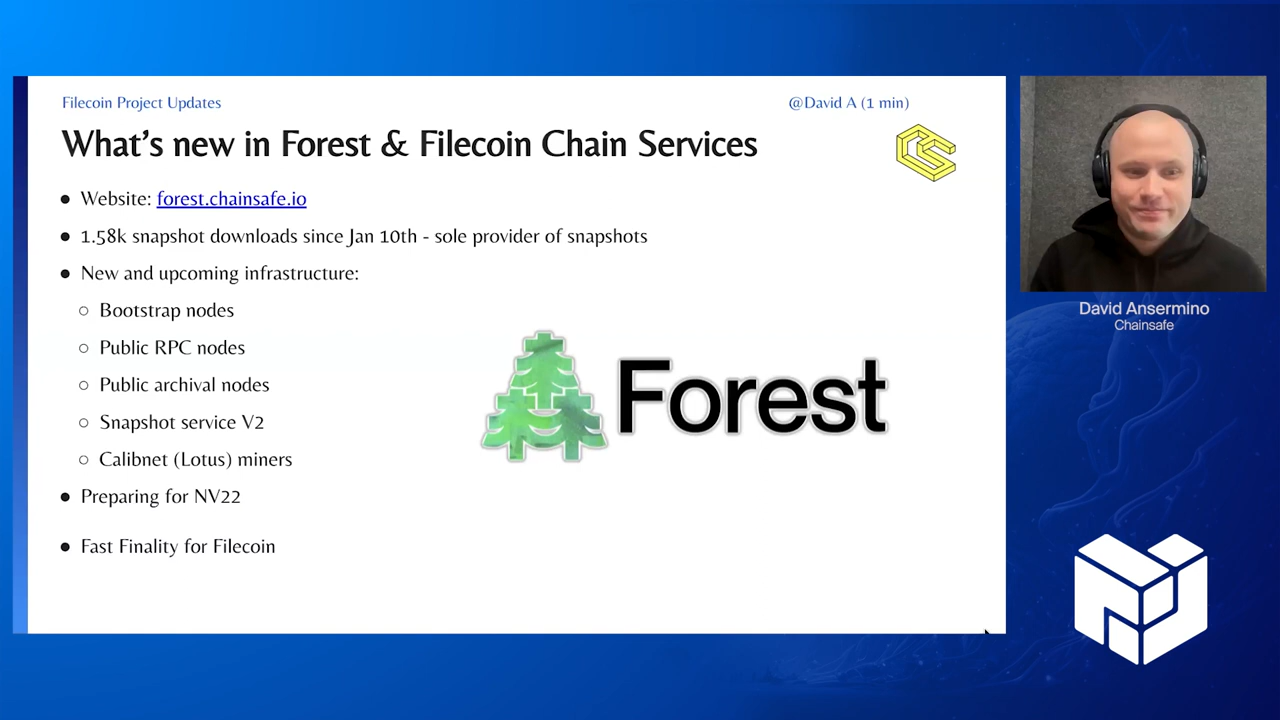 Filecoin Project Updates
@David A (1 min)
What's new in Forest & Filecoin Chain Services
● Website: forest.chainsafe.io
● 1.58k snapshot downloads since Jan 10th - sole provider of snapshots
● New and upcoming infrastructure:
○ Bootstrap nodes
○ Public RPC nodes
○ Public archival nodes
○ Snapshot service V2
○ Calibnet (Lotus) miners
● Preparing for NV22
● Fast Finality for Filecoin
Forest
David Ansermino
Chainsafe